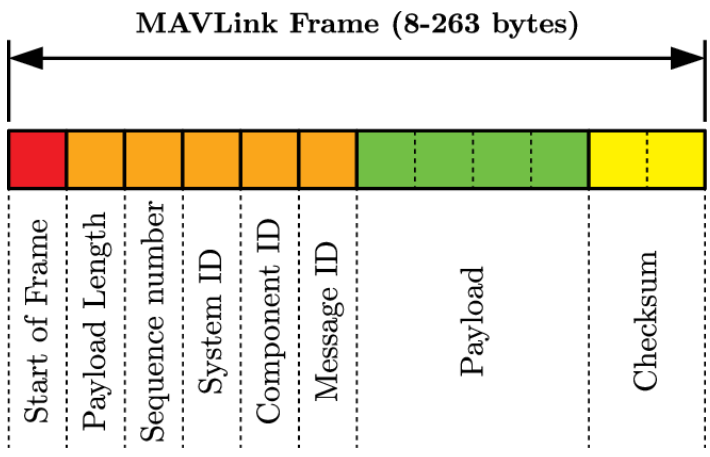 MAVLink Frame (8-263 bytes)
Start of Frame
Payload Length
Sequence number
System ID
Component ID
Message ID
Payload
Checksum